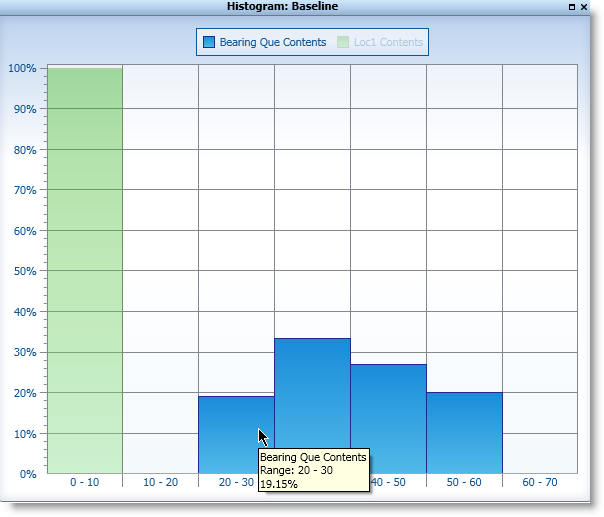 Histogram: Baseline
Bearing Que Contents Loc1 Contents
100%
90%
80%
70%
60%
50%
40%
30%
20%
10%
0%
Bearing Que Contents
Range: 20 - 30
19.15%
0 - 10 10 - 20 20 - 30 40 - 50 50 - 60 60 - 70